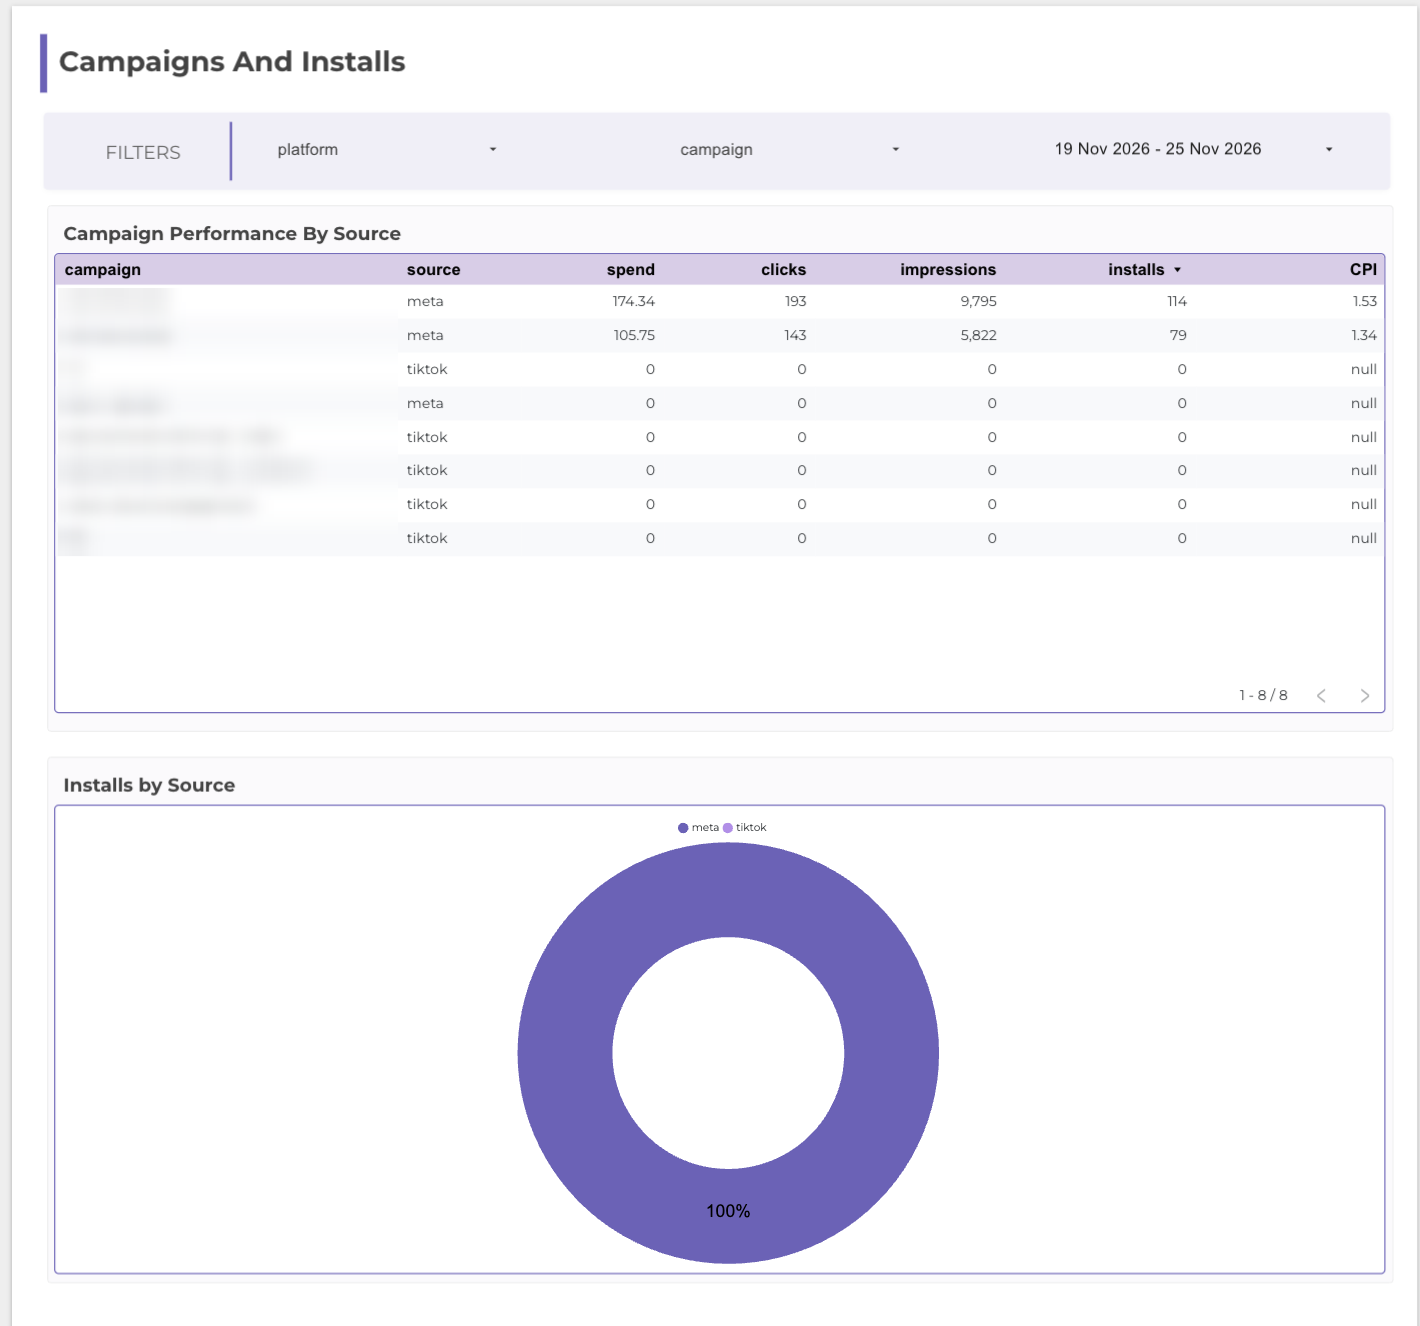 Campaigns And Installs
FILTERS platform campaign 19 Nov 2026 - 25 Nov 2026
Campaign Performance By Source
campaign source spend clicks impressions installs CPI
meta 174.34 193 9,795 114 1.53
meta 105.75 143 5,822 79 1.34
tiktok 0 0 0 0 null
meta 0 0 0 0 null
tiktok 0 0 0 0 null
tiktok 0 0 0 0 null
tiktok 0 0 0 0 null
tiktok 0 0 0 0 null
1 - 8 / 8
Installs by Source
meta tiktok
100%